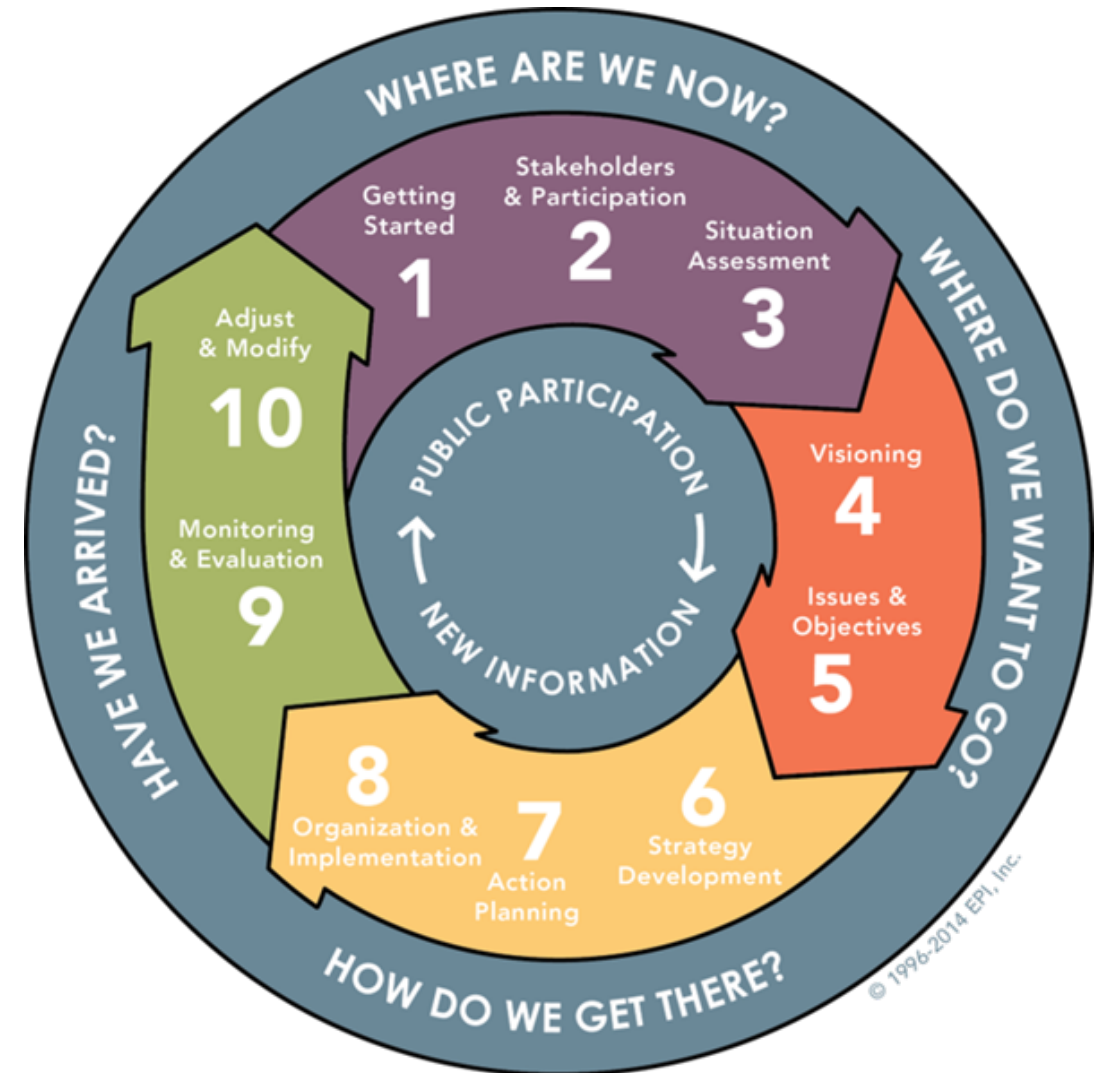 WHERE ARE WE NOW?
Getting
Started
1
Stakeholders
& Participation
2
Situation
Assessment
3
WHERE DO WE WANT TO GO?
Visioning
4
Issues &
Objectives
5
6
Strategy
Development
7
Action
Planning
8
Organization &
Implementation
HOW DO WE GET THERE?
Monitoring
& Evaluation
9
Adjust
& Modify
10
HAVE WE ARRIVED?
PUBLIC PARTICIPATION
NEW INFORMATION
© 1996-2014 EPI, Inc.